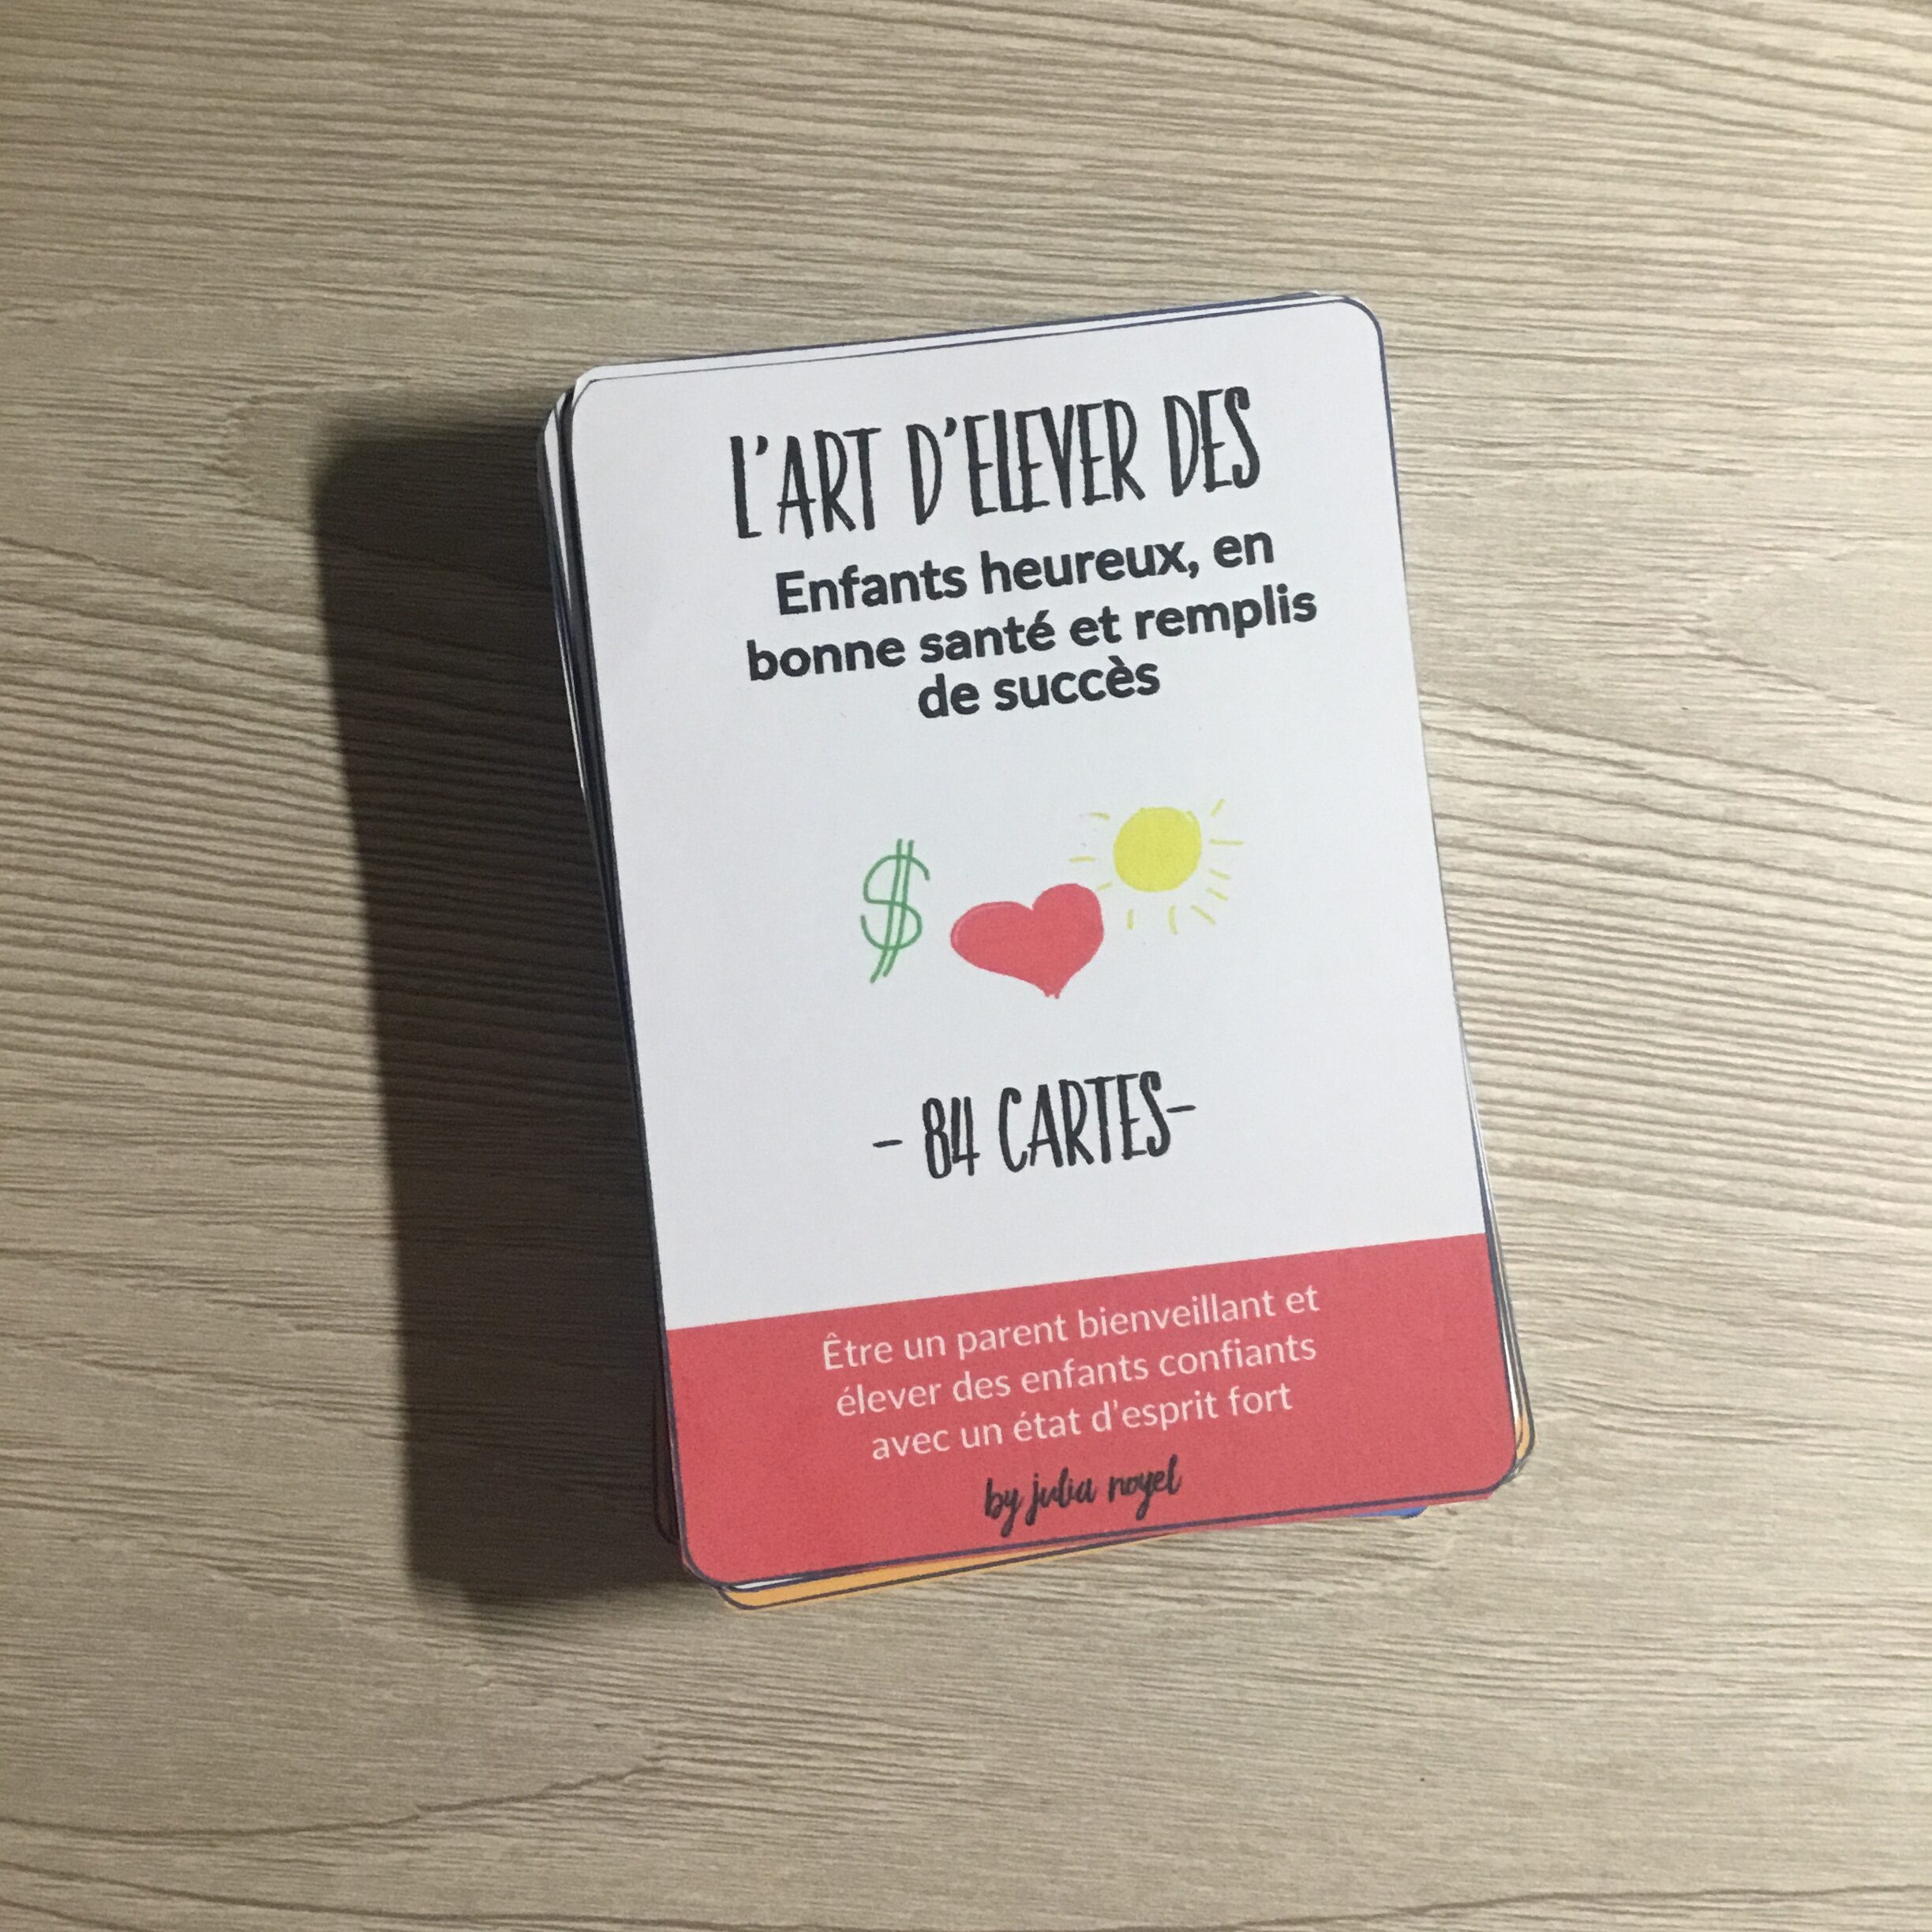 L'ART D'ELEVER DES
Enfants heureux, en
bonne santé et remplis
de succès
$
- 84 CARTES-
Être un parent bienveillant et
élever des enfants confiants
avec un état d'esprit fort
by julia noyel